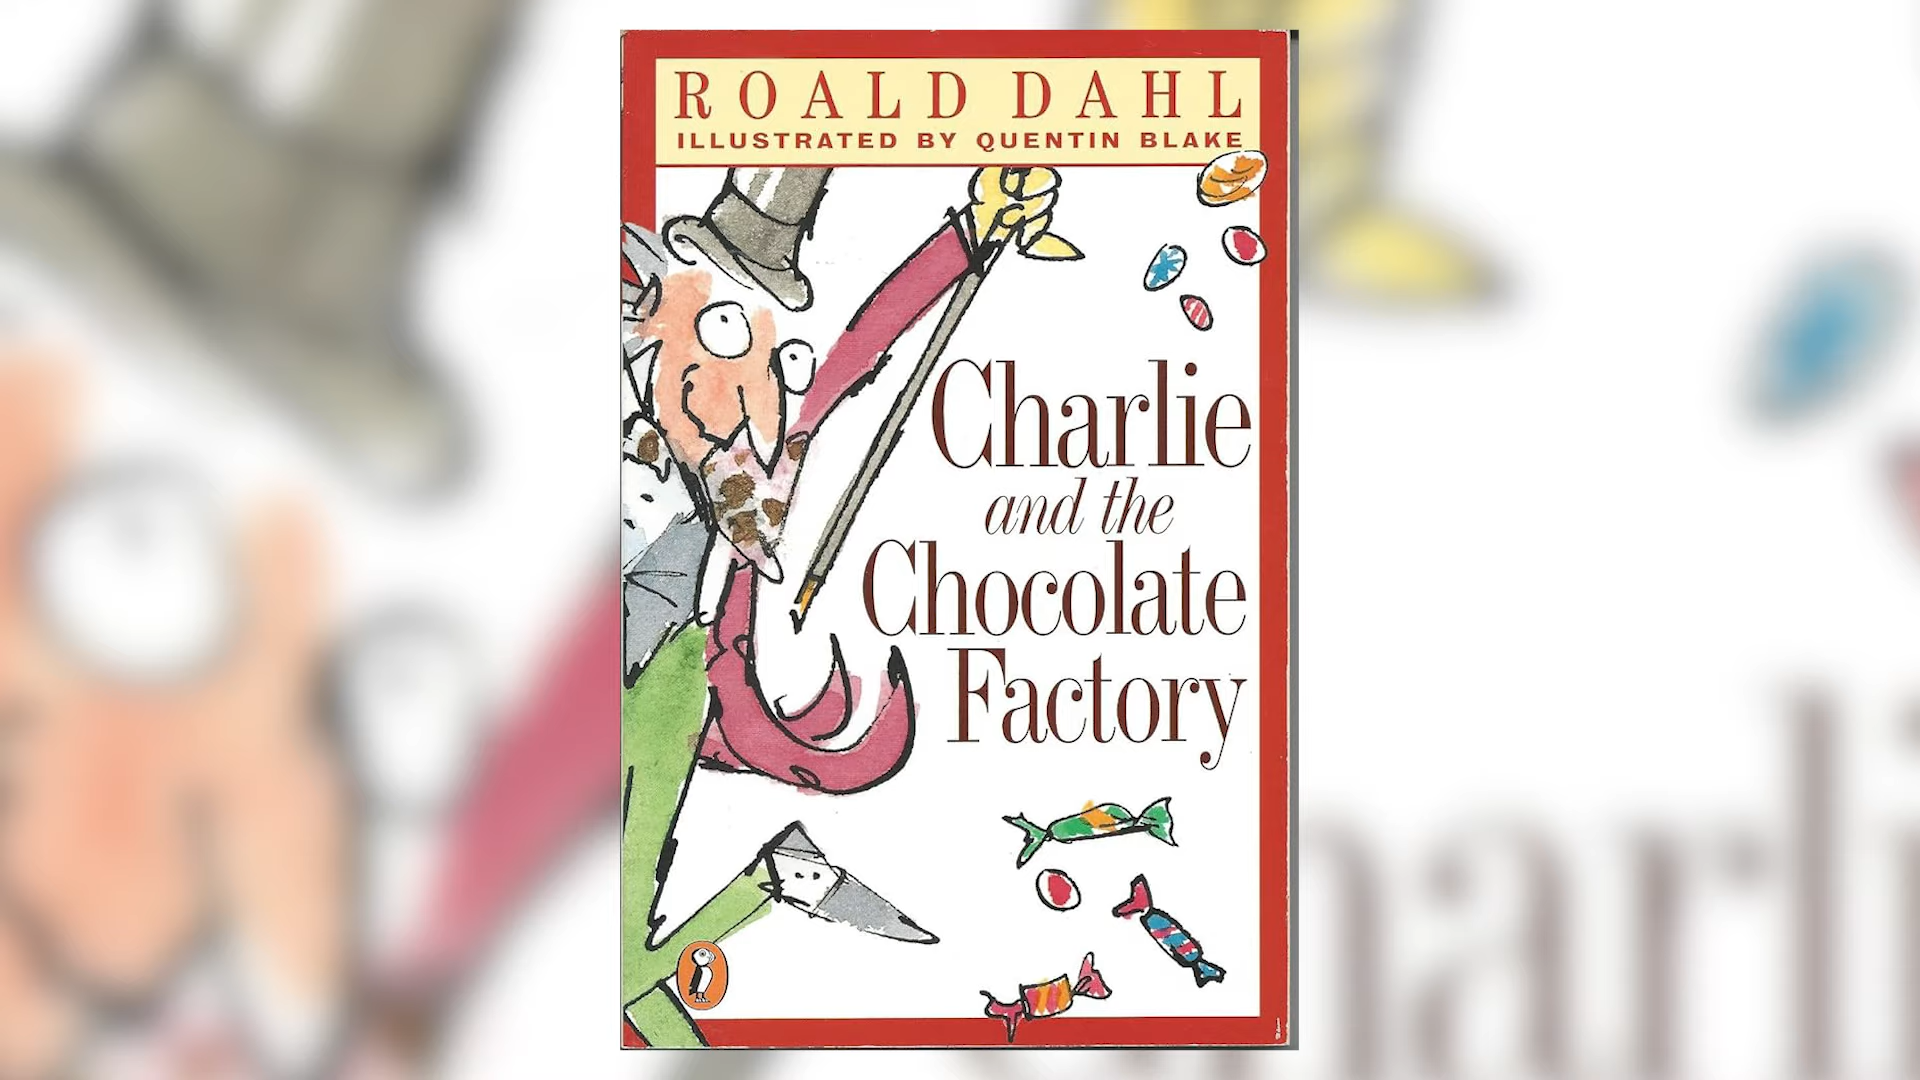 ROALD DAHL
ILLUSTRATED BY QUENTIN BLAKE
Charlie
and the
Chocolate
Factory